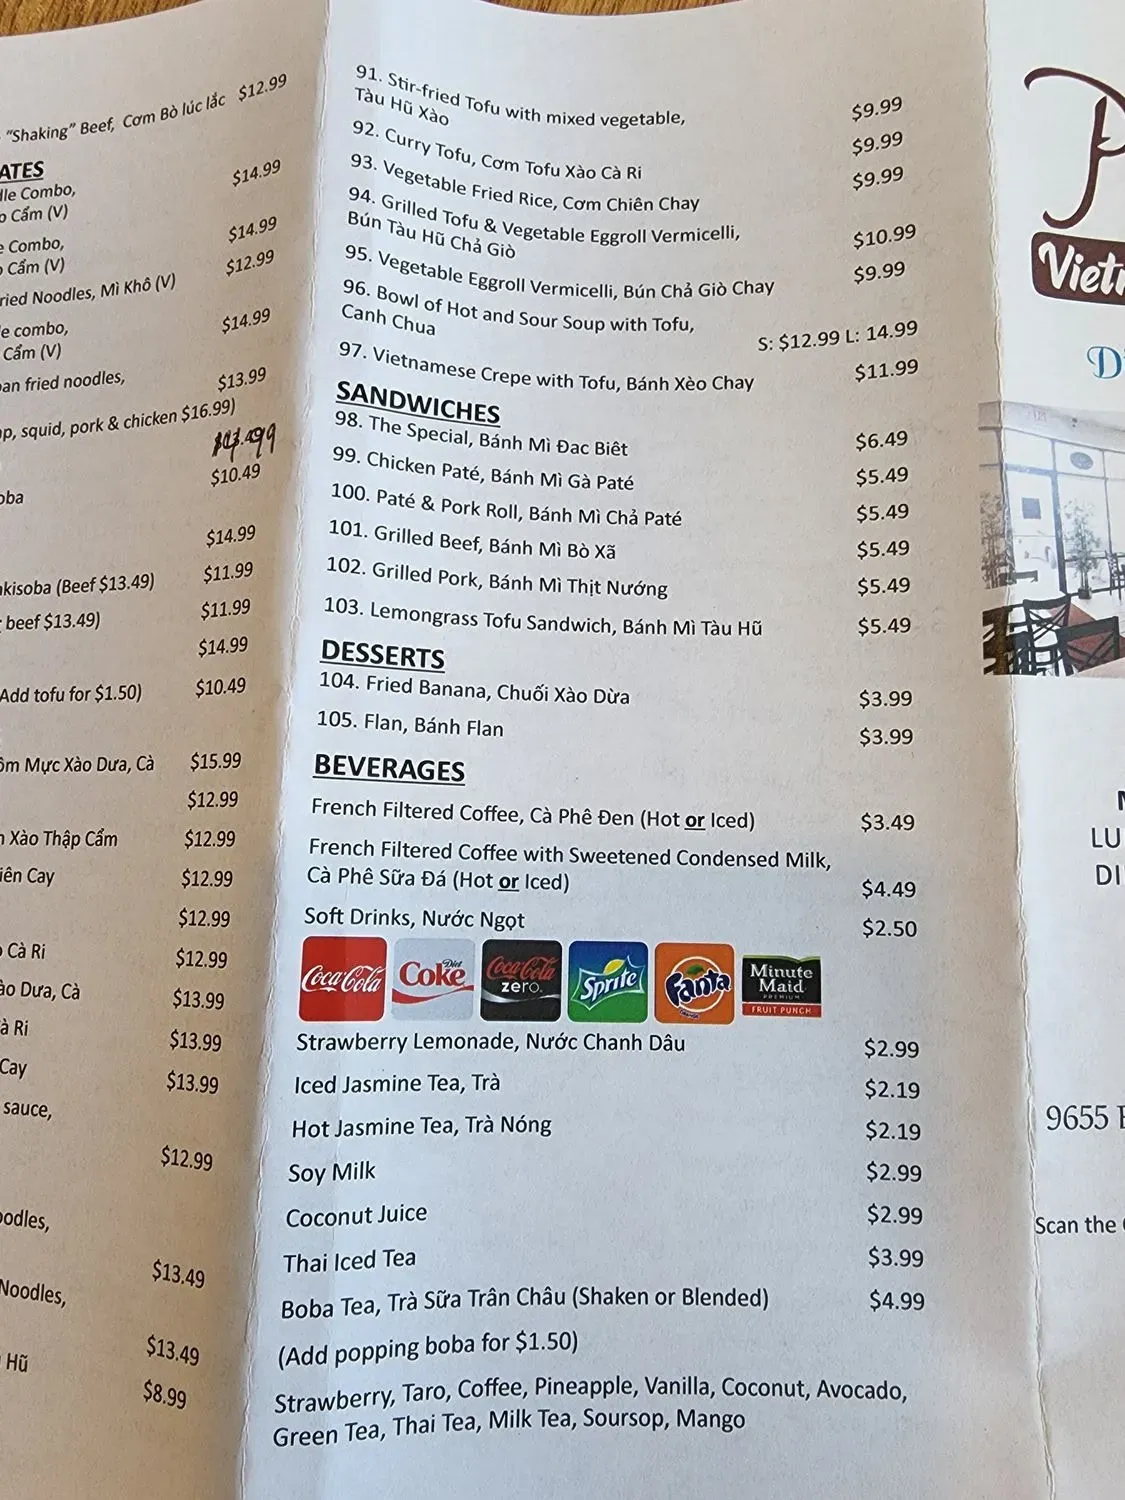 "Shaking" Beef, Cơm Bò lúc lắc $12.99
ATES
lle Combo, $14.99
o Cẩm (V)
e Combo, $14.99
Cẩm (V)
ried Noodles, Mì Khô (V) $12.99
e combo, $14.99
Cẩm (V)
pan fried noodles, $13.99
p, squid, pork & chicken $16.99)
$14.99
oba $10.49
$14.99
akisoba (Beef $13.49) $11.99
beef $13.49) $11.99
$14.99
Add tofu for $1.50) $10.49
ôm Mực Xào Dưa, Cà $15.99
$12.99
n Xào Thập Cẩm $12.99
iên Cay $12.99
$12.99
Cà Ri $12.99
ào Dưa, Cà $13.99
à Ri $13.99
Cay $13.99
sauce,
$12.99
oodles,
$13.49
Noodles,
$13.49
Hũ $8.99
91. Stir-fried Tofu with mixed vegetable, $9.99
Tàu Hũ Xào
92. Curry Tofu, Cơm Tofu Xào Cà Ri $9.99
93. Vegetable Fried Rice, Cơm Chiên Chay $9.99
94. Grilled Tofu & Vegetable Eggroll Vermicelli, $10.99
Bún Tàu Hũ Chả Giò
95. Vegetable Eggroll Vermicelli, Bún Chả Giò Chay $9.99
96. Bowl of Hot and Sour Soup with Tofu,
Canh Chua S: $12.99 L: 14.99
97. Vietnamese Crepe with Tofu, Bánh Xèo Chay $11.99
SANDWICHES
98. The Special, Bánh Mì Đac Biêt $6.49
99. Chicken Paté, Bánh Mì Gà Paté $5.49
100. Paté & Pork Roll, Bánh Mì Chả Paté $5.49
101. Grilled Beef, Bánh Mì Bò Xã $5.49
102. Grilled Pork, Bánh Mì Thịt Nướng $5.49
103. Lemongrass Tofu Sandwich, Bánh Mì Tàu Hũ $5.49
DESSERTS
104. Fried Banana, Chuối Xào Dừa $3.99
105. Flan, Bánh Flan $3.99
BEVERAGES
French Filtered Coffee, Cà Phê Đen (Hot or Iced) $3.49
French Filtered Coffee with Sweetened Condensed Milk,
Cà Phê Sữa Đá (Hot or Iced) $4.49
Soft Drinks, Nước Ngọt $2.50
Coca-Cola Diet Coke Coca-Cola zero. Sprite Fanta Minute Maid PREMIUM FRUIT PUNCH
Strawberry Lemonade, Nước Chanh Dâu $2.99
Iced Jasmine Tea, Trà $2.19
Hot Jasmine Tea, Trà Nóng $2.19
Soy Milk $2.99
Coconut Juice $2.99
Thai Iced Tea $3.99
Boba Tea, Trà Sữa Trân Châu (Shaken or Blended) $4.99
(Add popping boba for $1.50)
Strawberry, Taro, Coffee, Pineapple, Vanilla, Coconut, Avocado,
Green Tea, Thai Tea, Milk Tea, Soursop, Mango
P
Vietn
D
LU
DI
9655
Scan the